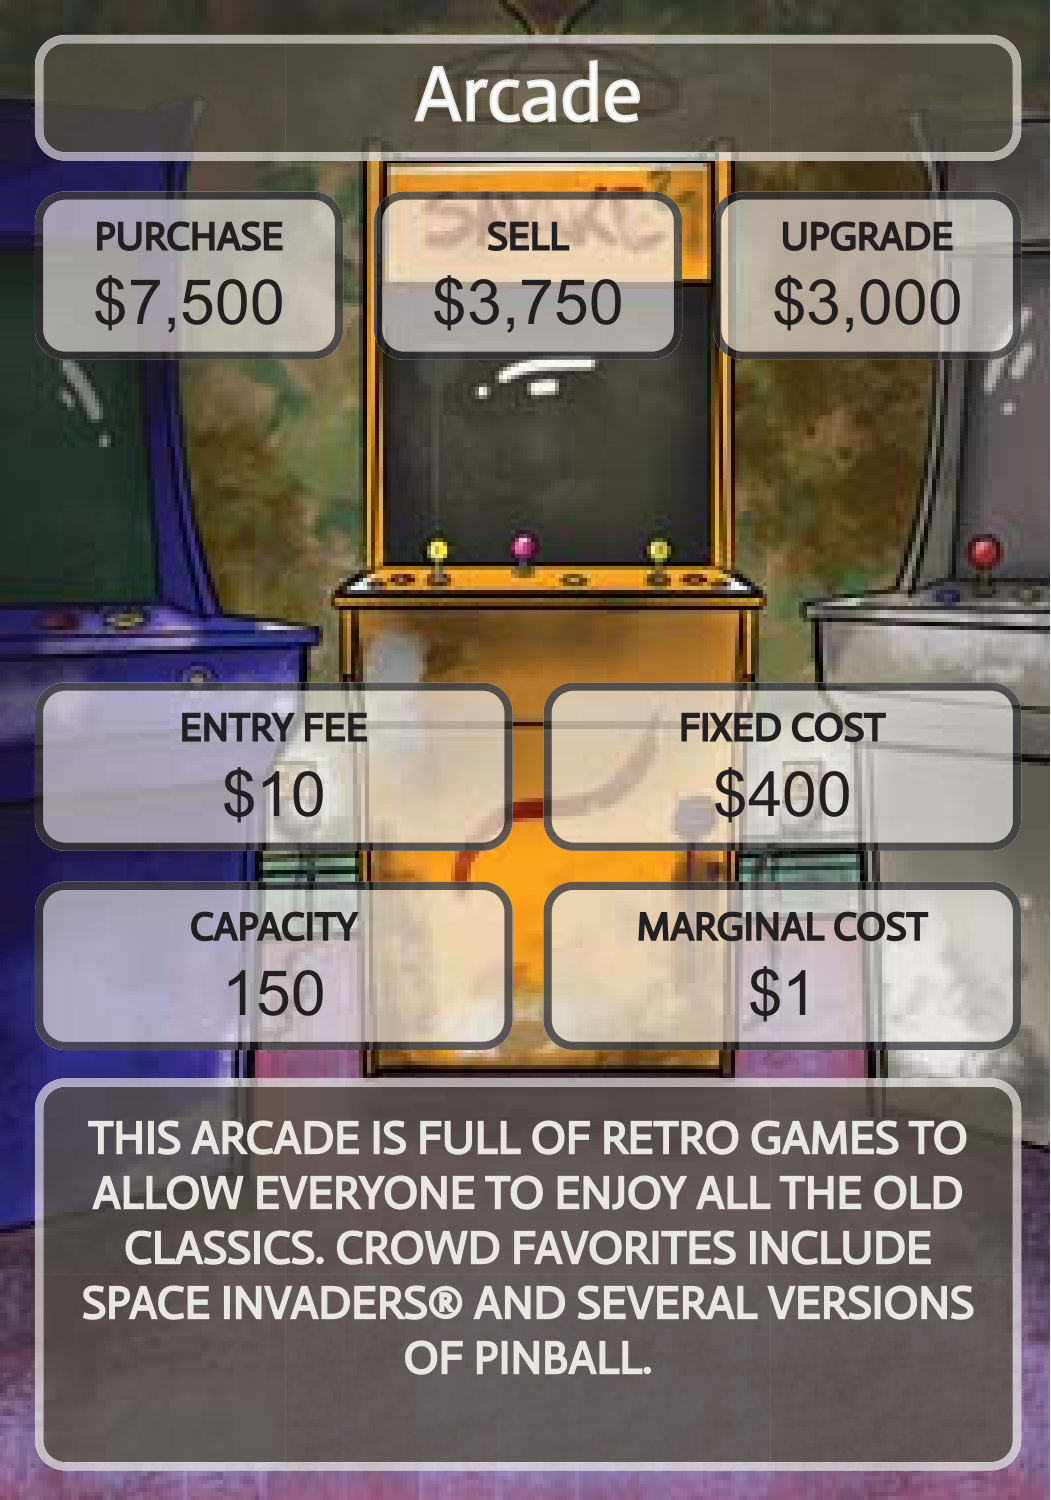 Arcade
PURCHASE
$7,500
SELL
$3,750
UPGRADE
$3,000
ENTRY FEE
$10
FIXED COST
$400
CAPACITY
150
MARGINAL COST
$1
THIS ARCADE IS FULL OF RETRO GAMES TO
ALLOW EVERYONE TO ENJOY ALL THE OLD
CLASSICS. CROWD FAVORITES INCLUDE
SPACE INVADERS® AND SEVERAL VERSIONS
OF PINBALL.